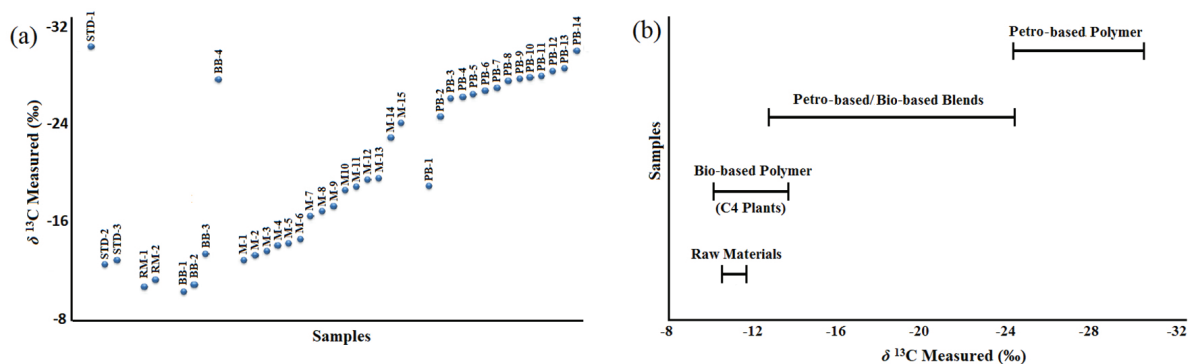 (a)
δ ¹³C Measured (‰)
-32
-24
-16
-8
STD-1
STD-2
STD-3
RM-1
RM-2
BB-1
BB-2
BB-3
BB-4
M-1
M-2
M-3
M-4
M-5
M-6
M-7
M-8
M-9
M10
M-11
M-12
M-13
M-14
M-15
PB-1
PB-2
PB-3
PB-4
PB-5
PB-6
PB-7
PB-8
PB-9
PB-10
PB-11
PB-12
PB-13
PB-14
Samples
(b)
Samples
Petro-based Polymer
Petro-based/ Bio-based Blends
Bio-based Polymer
(C4 Plants)
Raw Materials
-8 -12 -16 -20 -24 -28 -32
δ ¹³C Measured (‰)